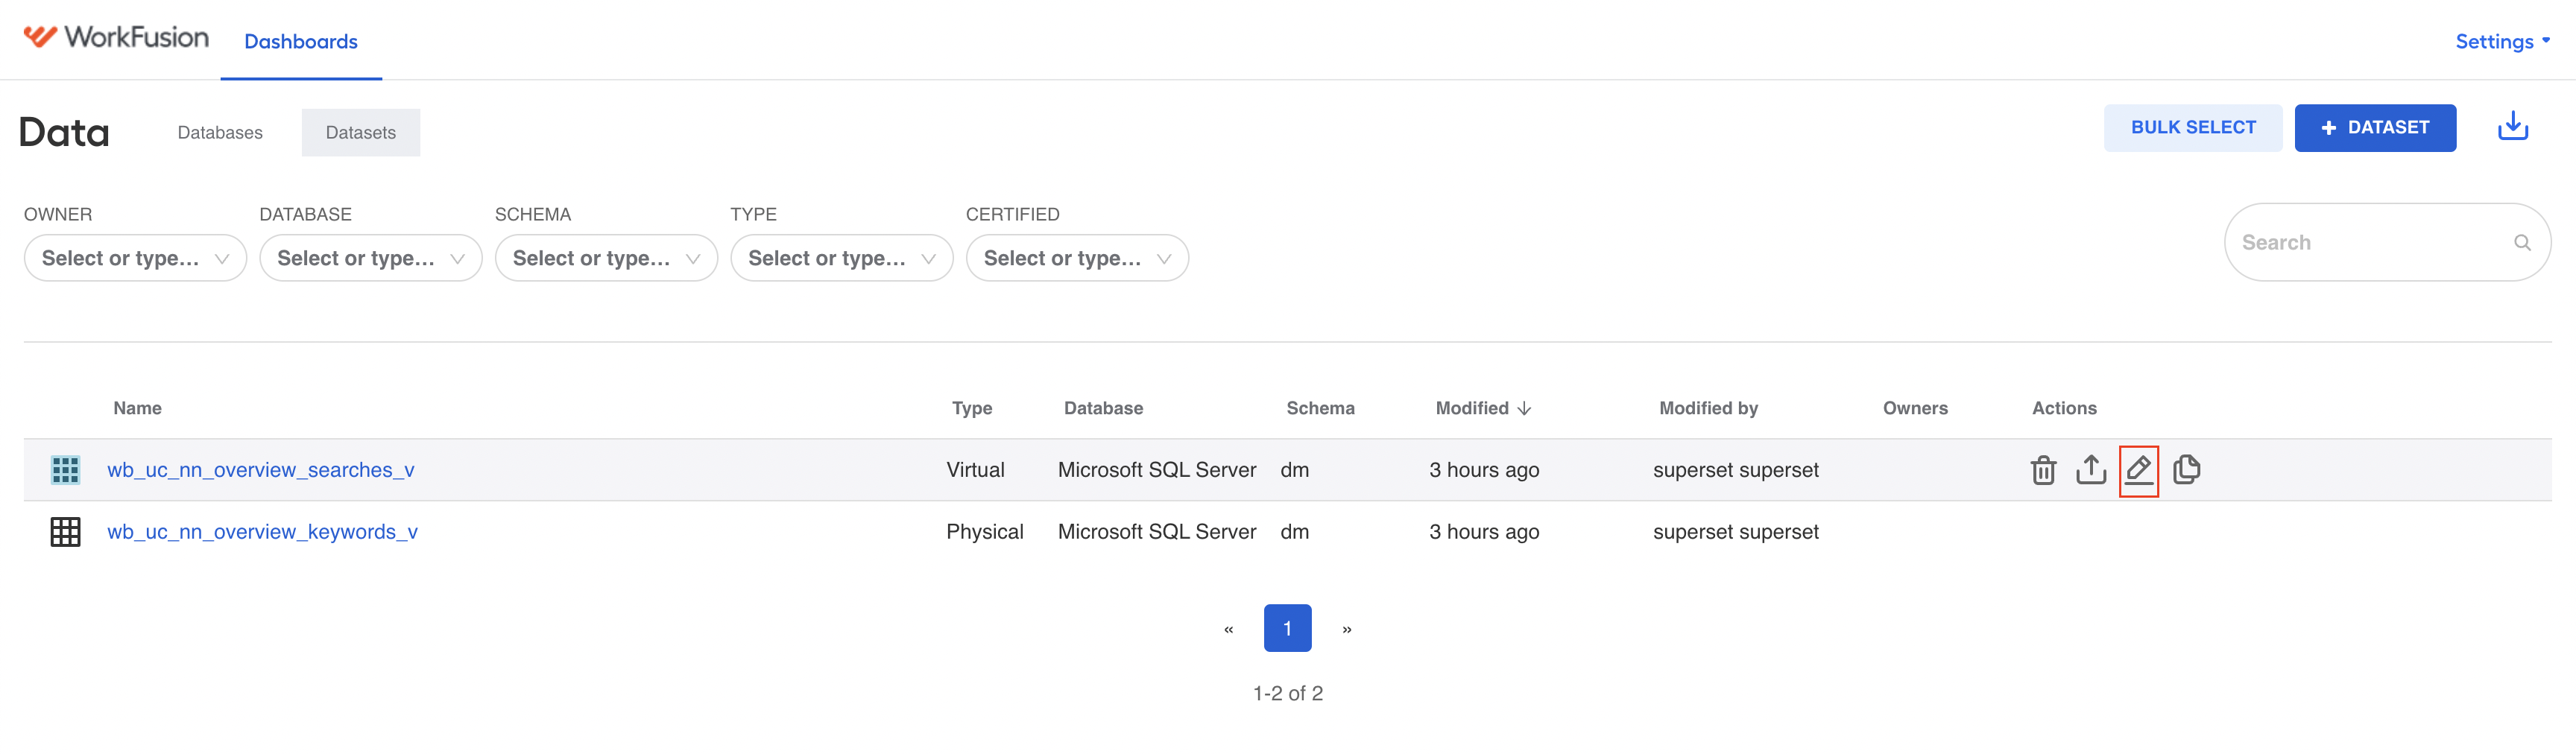 WorkFusion Dashboards Settings
Data Databases Datasets BULK SELECT + DATASET
OWNER DATABASE SCHEMA TYPE CERTIFIED
Select or type... Select or type... Select or type... Select or type... Select or type... Search
Name Type Database Schema Modified Modified by Owners Actions
wb_uc_nn_overview_searches_v Virtual Microsoft SQL Server dm 3 hours ago superset superset
wb_uc_nn_overview_keywords_v Physical Microsoft SQL Server dm 3 hours ago superset superset
« 1 »
1-2 of 2